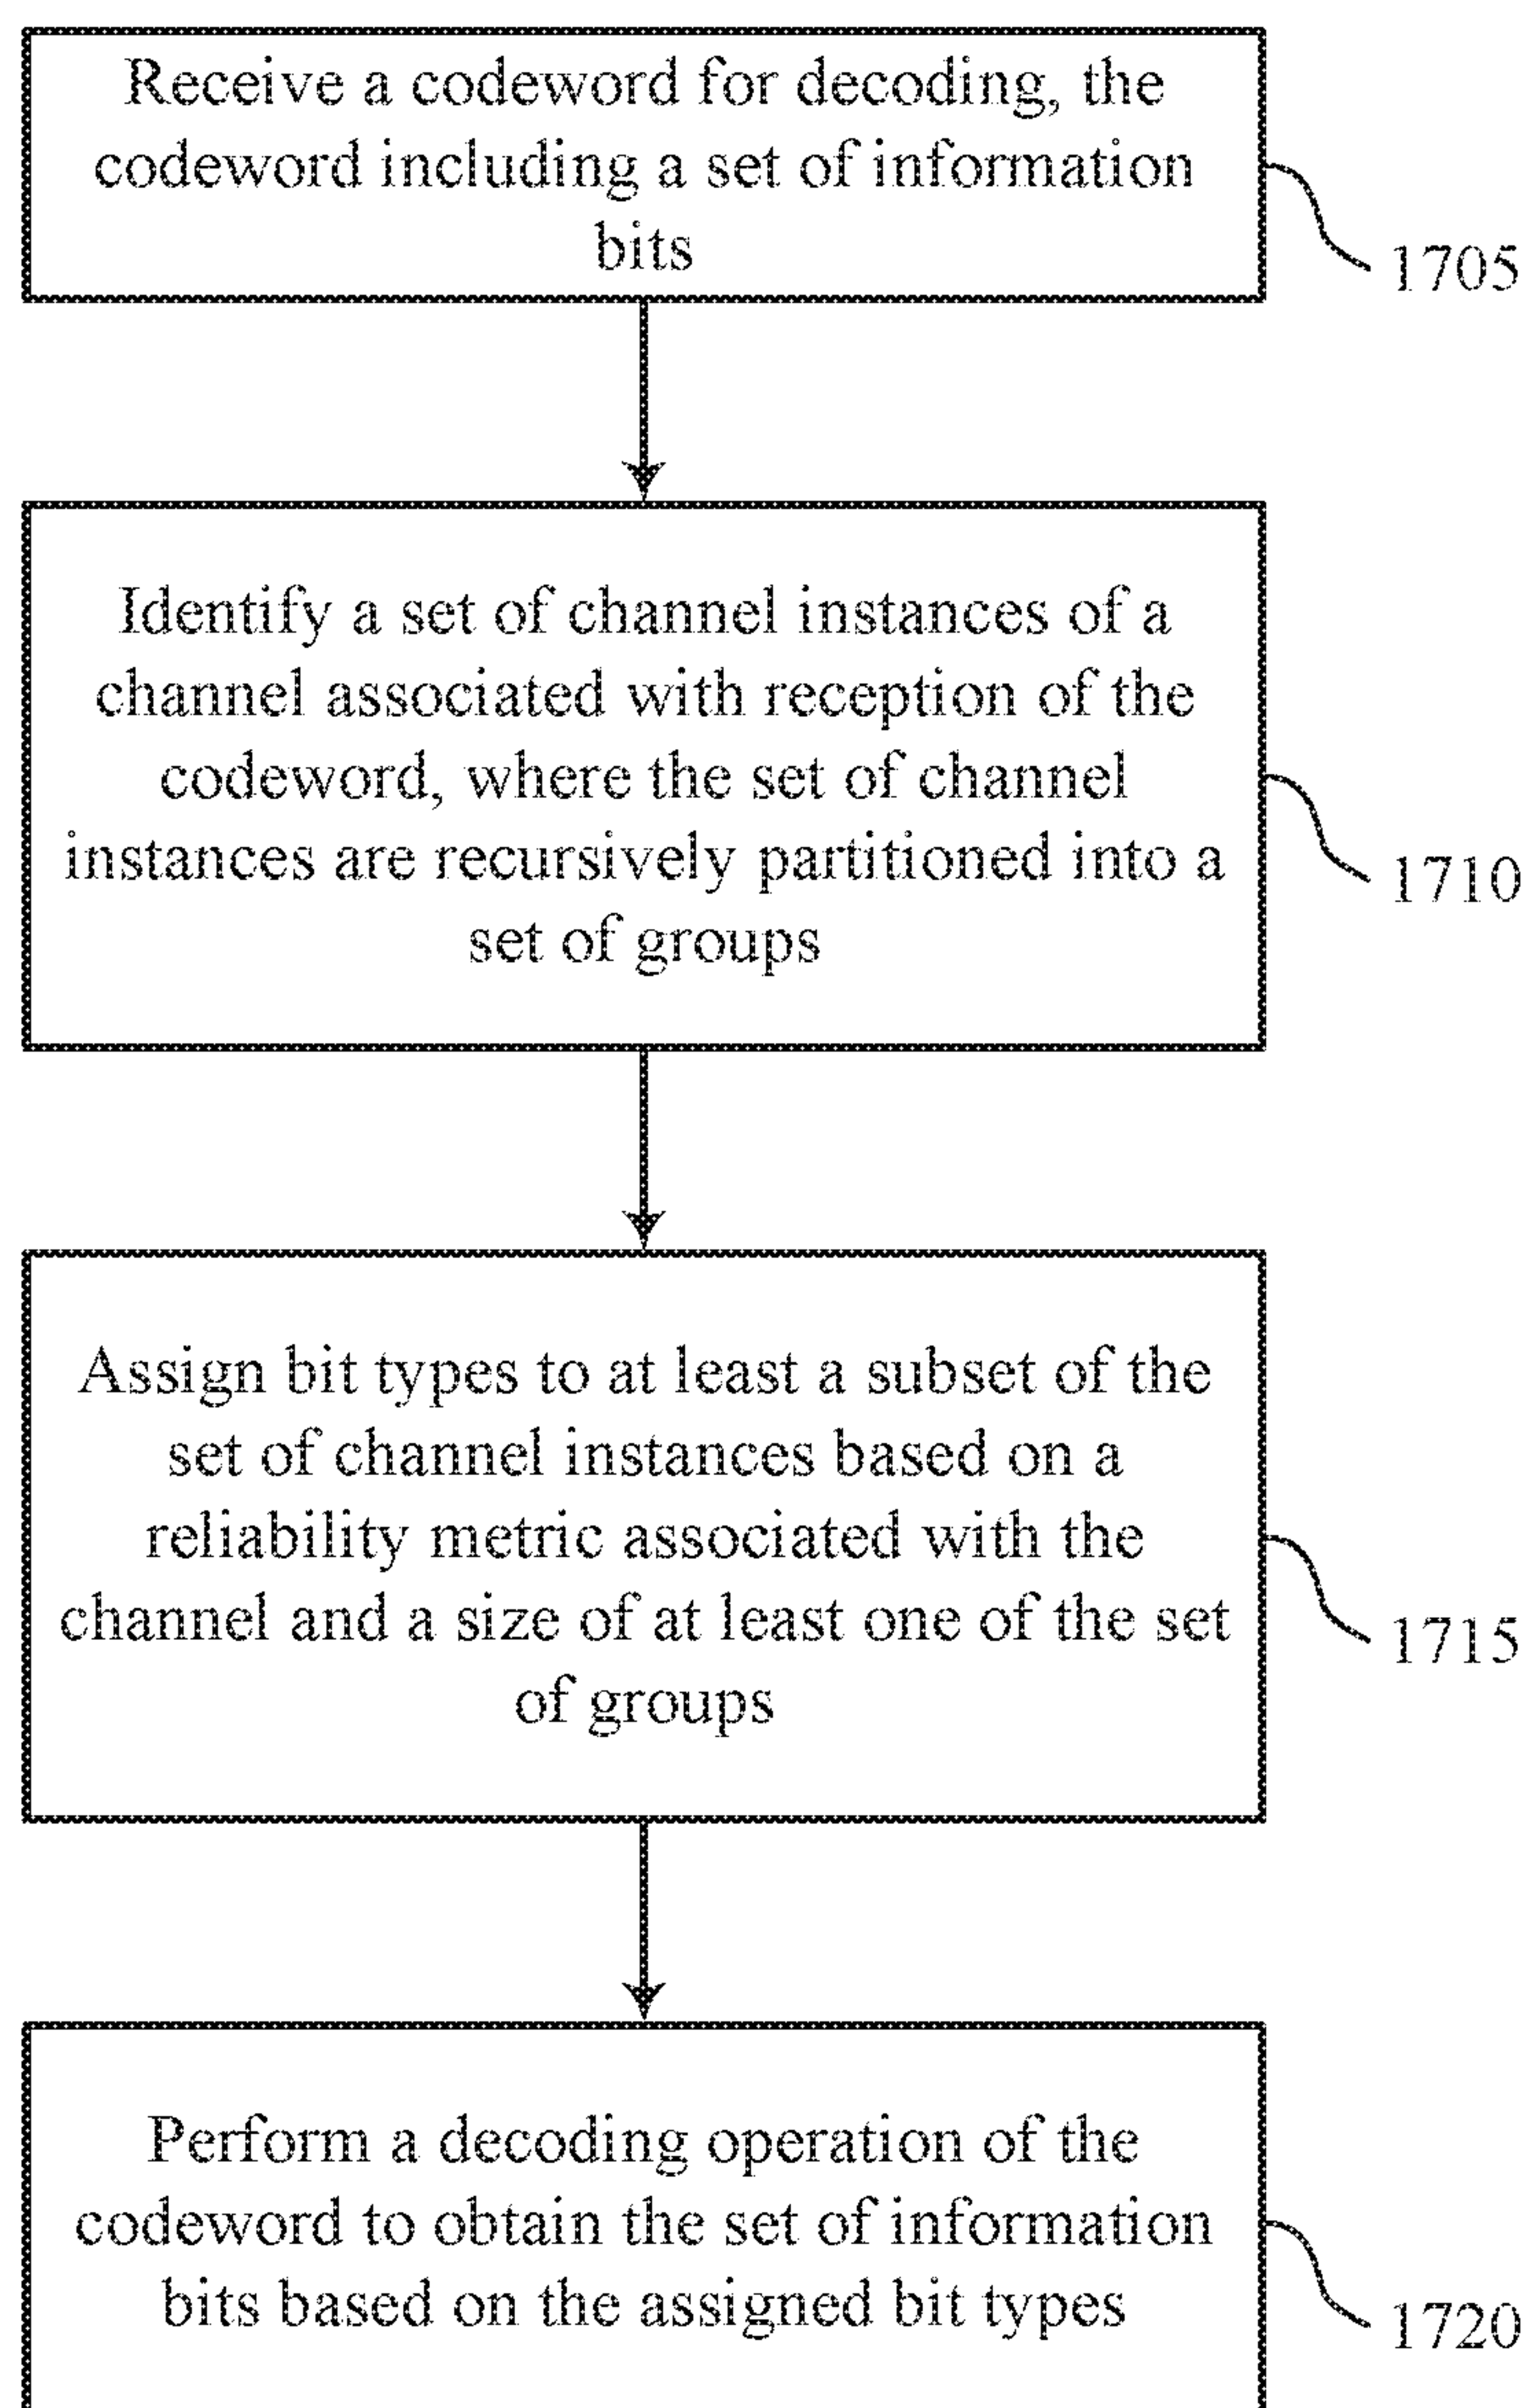 Receive a codeword for decoding, the
codeword including a set of information
bits
1705
Identify a set of channel instances of a
channel associated with reception of the
codeword, where the set of channel
instances are recursively partitioned into a
set of groups
1710
Assign bit types to at least a subset of the
set of channel instances based on a
reliability metric associated with the
channel and a size of at least one of the set
of groups
1715
Perform a decoding operation of the
codeword to obtain the set of information
bits based on the assigned bit types
1720